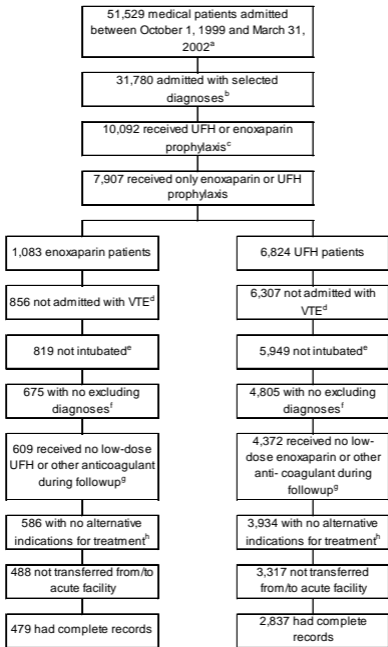 51,529 medical patients admitted
between October 1, 1999 and March 31,
2002a
31,780 admitted with selected
diagnosesb
10,092 received UFH or enoxaparin
prophylaxisc
7,907 received only enoxaparin or UFH
prophylaxis
1,083 enoxaparin patients
856 not admitted with VTEd
819 not intubatede
675 with no excluding
diagnosesf
609 received no low-dose
UFH or other anticoagulant
during followupg
586 with no alternative
indications for treatmenth
488 not transferred from/to
acute facility
479 had complete records
6,824 UFH patients
6,307 not admitted with
VTEd
5,949 not intubatede
4,805 with no excluding
diagnosesf
4,372 received no low-
dose enoxaparin or other
anti- coagulant during
followupg
3,934 with no alternative
indications for treatmenth
3,317 not transferred
from/to acute facility
2,837 had complete
records